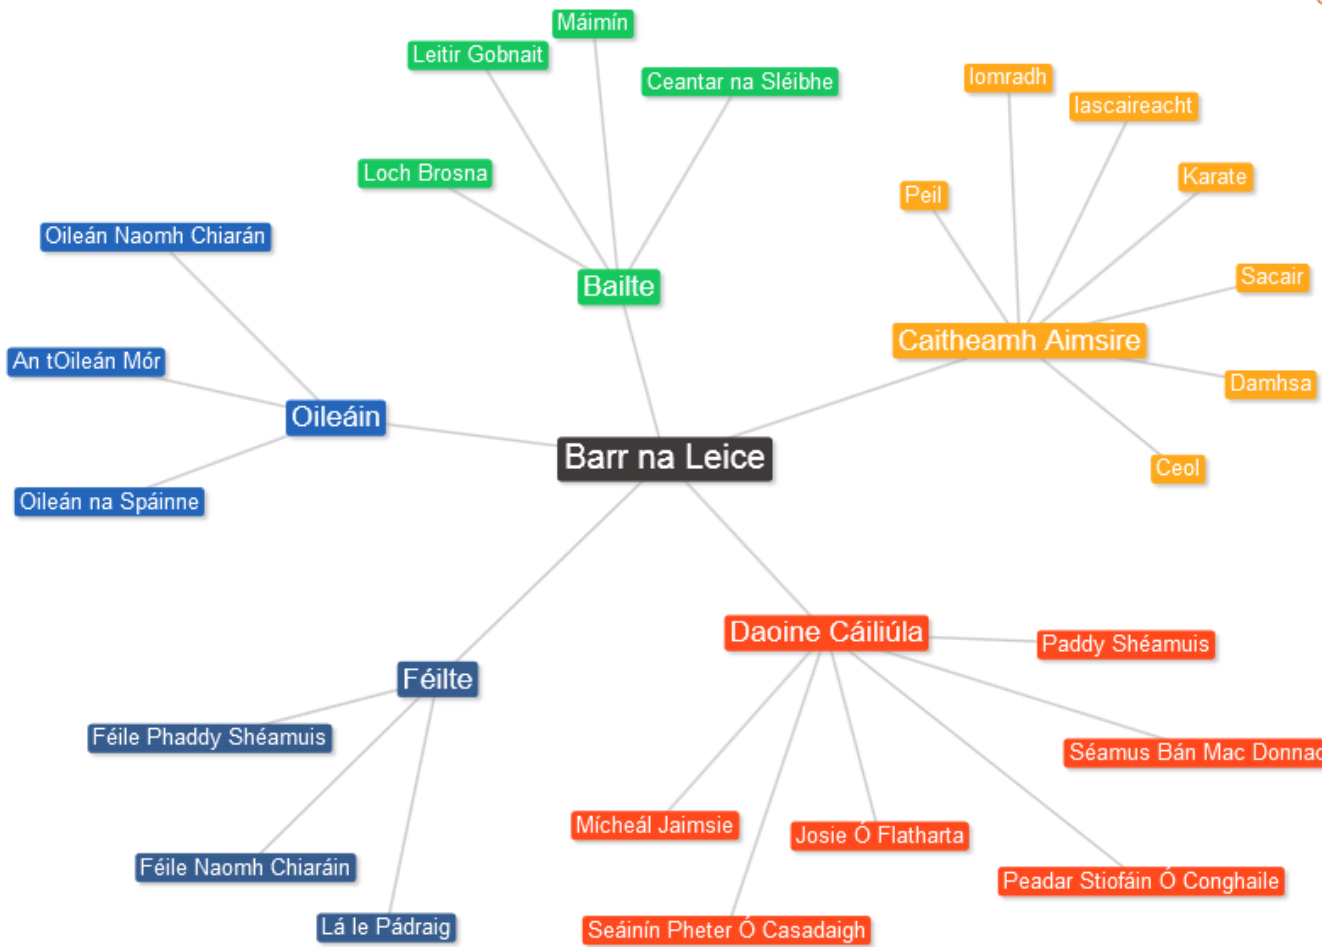 Máimín
Leitir Gobnait
Ceantar na Sléibhe
Loch Brosna
Bailte
Iomradh
Iascaireacht
Karate
Peil
Sacair
Caitheamh Aimsire
Damhsa
Ceol
Oileán Naomh Chiarán
An tOileán Mór
Oileáin
Oileán na Spáinne
Barr na Leice
Daoine Cáiliúla
Paddy Shéamuis
Séamus Bán Mac Donnac
Mícheál Jaimsie
Josie Ó Flatharta
Peadar Stiofáin Ó Conghaile
Seáinín Pheter Ó Casadaigh
Féilte
Féile Phaddy Shéamuis
Féile Naomh Chiaráin
Lá le Pádraig